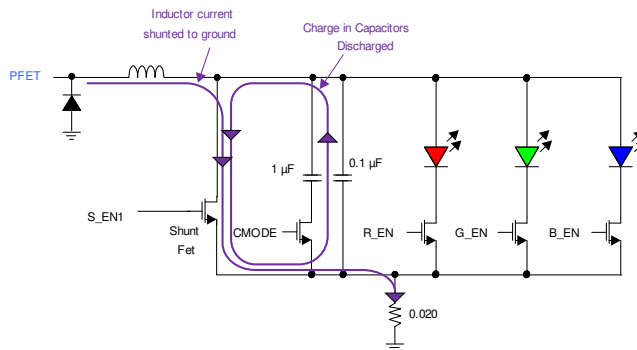 Inductor current
shunted to ground
Charge in Capacitors
Discharged
PFET
1 µF
0.1 µF
S_EN1
Shunt
Fet
CMODE
R_EN
G_EN
B_EN
0.020